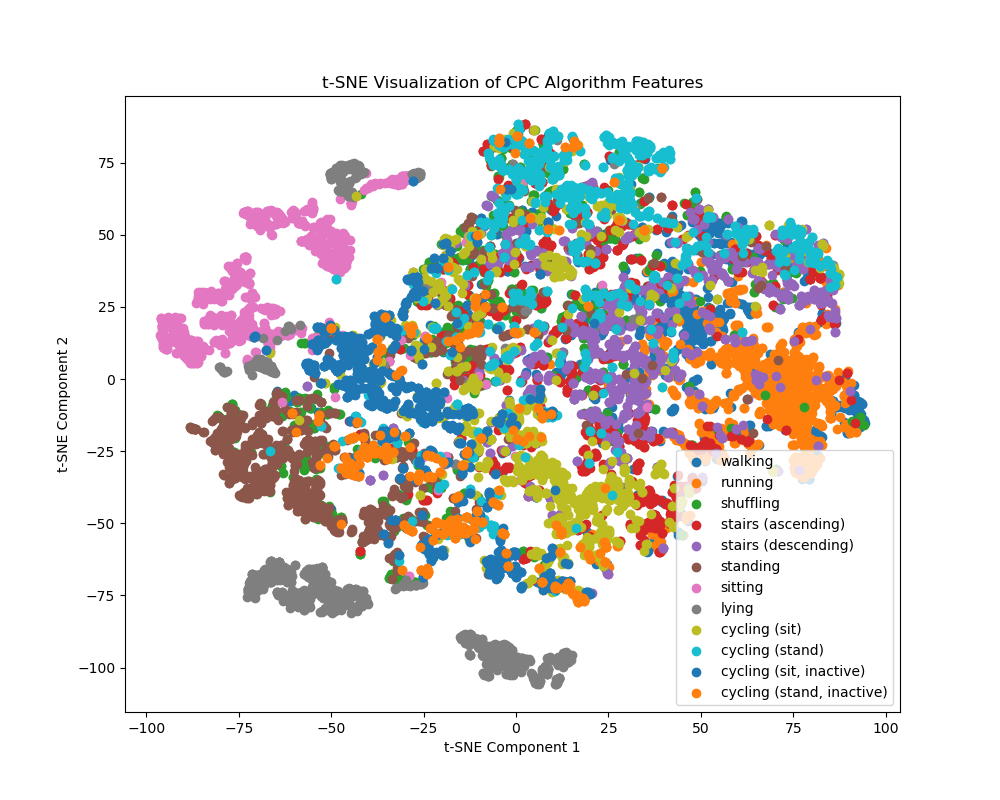 t-SNE Visualization of CPC Algorithm Features
t-SNE Component 2
75
50
25
0
−25
−50
−75
−100
walking
running
shuffling
stairs (ascending)
stairs (descending)
standing
sitting
lying
cycling (sit)
cycling (stand)
cycling (sit, inactive)
cycling (stand, inactive)
−100 −75 −50 −25 0 25 50 75 100
t-SNE Component 1